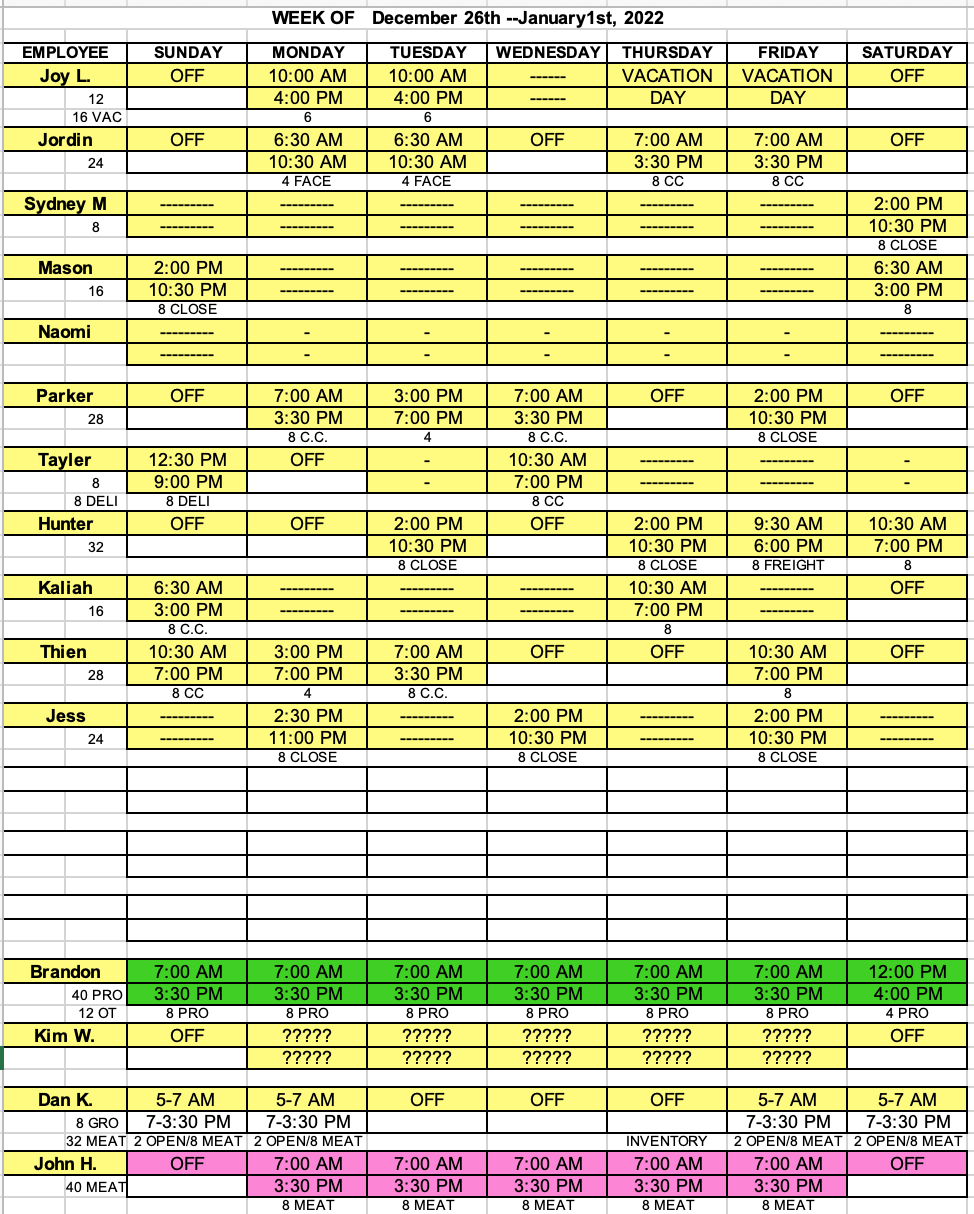 WEEK OF December 26th --January1st, 2022
EMPLOYEE SUNDAY MONDAY TUESDAY WEDNESDAY THURSDAY FRIDAY SATURDAY
Joy L. OFF 10:00 AM 10:00 AM ------ VACATION VACATION OFF
12 4:00 PM 4:00 PM ------ DAY DAY
16 VAC 6 6
Jordin OFF 6:30 AM 6:30 AM OFF 7:00 AM 7:00 AM OFF
24 10:30 AM 10:30 AM 3:30 PM 3:30 PM
4 FACE 4 FACE 8 CC 8 CC
Sydney M --------- --------- --------- --------- --------- --------- 2:00 PM
8 --------- --------- --------- --------- --------- --------- 10:30 PM
8 CLOSE
Mason 2:00 PM --------- --------- --------- --------- --------- 6:30 AM
16 10:30 PM --------- --------- --------- --------- --------- 3:00 PM
8 CLOSE 8
Naomi --------- - - - - - ---------
--------- - - - - - ---------
Parker OFF 7:00 AM 3:00 PM 7:00 AM OFF 2:00 PM OFF
28 3:30 PM 7:00 PM 3:30 PM 10:30 PM
8 C.C. 4 8 C.C. 8 CLOSE
Tayler 12:30 PM OFF - 10:30 AM --------- --------- -
8 9:00 PM - 7:00 PM --------- --------- -
8 DELI 8 DELI 8 CC
Hunter OFF OFF 2:00 PM OFF 2:00 PM 9:30 AM 10:30 AM
32 10:30 PM 10:30 PM 6:00 PM 7:00 PM
8 CLOSE 8 CLOSE 8 FREIGHT 8
Kaliah 6:30 AM --------- --------- --------- 10:30 AM --------- OFF
16 3:00 PM --------- --------- --------- 7:00 PM ---------
8 C.C. 8
Thien 10:30 AM 3:00 PM 7:00 AM OFF OFF 10:30 AM OFF
28 7:00 PM 7:00 PM 3:30 PM 7:00 PM
8 CC 4 8 C.C. 8
Jess --------- 2:30 PM --------- 2:00 PM --------- 2:00 PM ---------
24 --------- 11:00 PM --------- 10:30 PM --------- 10:30 PM ---------
8 CLOSE 8 CLOSE 8 CLOSE
Brandon 7:00 AM 7:00 AM 7:00 AM 7:00 AM 7:00 AM 7:00 AM 12:00 PM
40 PRO 3:30 PM 3:30 PM 3:30 PM 3:30 PM 3:30 PM 3:30 PM 4:00 PM
12 OT 8 PRO 8 PRO 8 PRO 8 PRO 8 PRO 8 PRO 4 PRO
Kim W. OFF ????? ????? ????? ????? ????? OFF
????? ????? ????? ????? ?????
Dan K. 5-7 AM 5-7 AM OFF OFF OFF 5-7 AM 5-7 AM
8 GRO 7-3:30 PM 7-3:30 PM 7-3:30 PM 7-3:30 PM
32 MEAT 2 OPEN/8 MEAT 2 OPEN/8 MEAT INVENTORY 2 OPEN/8 MEAT 2 OPEN/8 MEAT
John H. OFF 7:00 AM 7:00 AM 7:00 AM 7:00 AM 7:00 AM OFF
40 MEAT 3:30 PM 3:30 PM 3:30 PM 3:30 PM 3:30 PM
8 MEAT 8 MEAT 8 MEAT 8 MEAT 8 MEAT